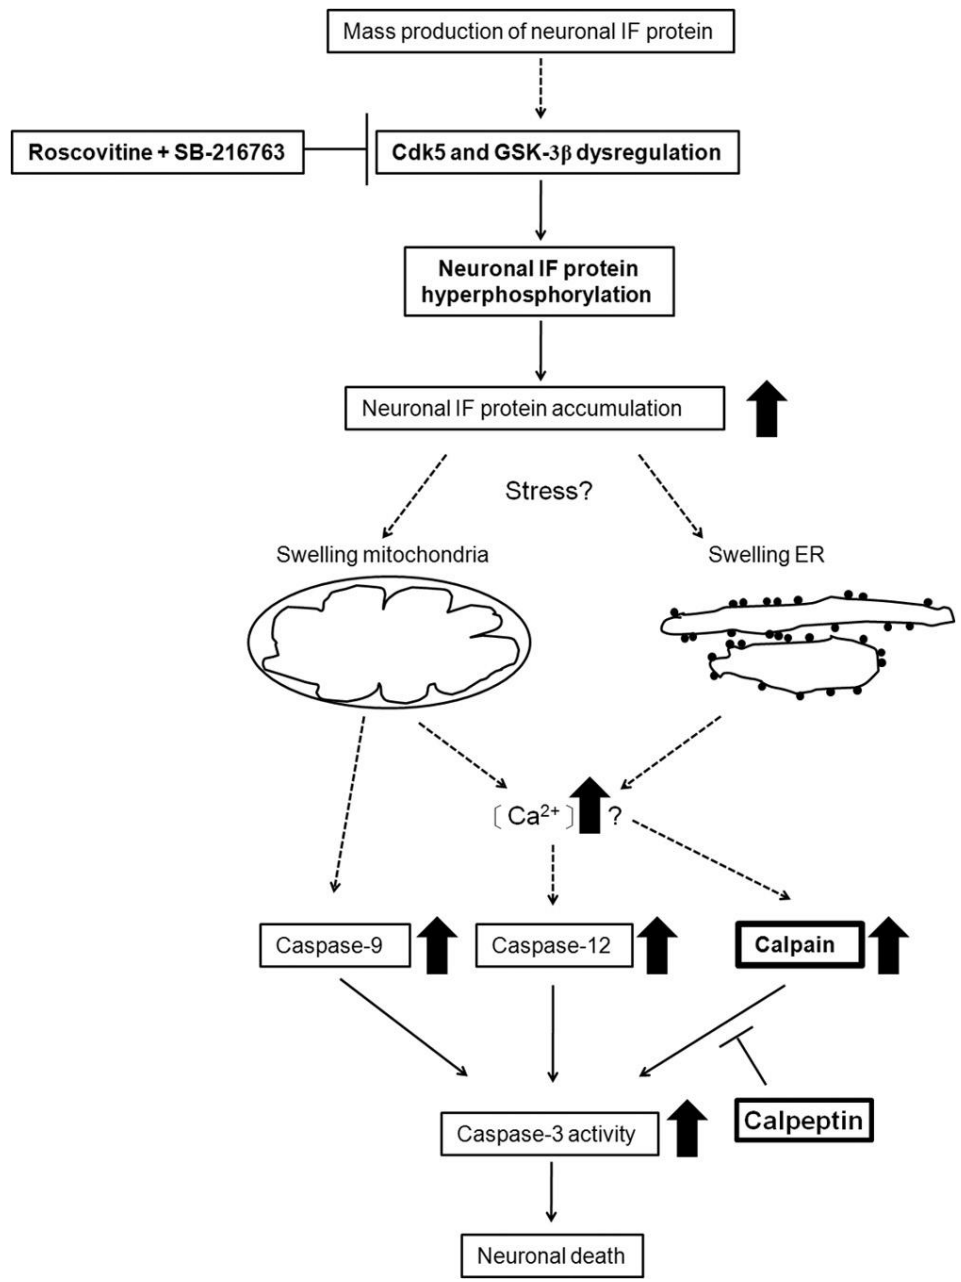 Mass production of neuronal IF protein
Roscovitine + SB-216763
Cdk5 and GSK-3β dysregulation
Neuronal IF protein
hyperphosphorylation
Neuronal IF protein accumulation
Stress?
Swelling mitochondria
Swelling ER
〔Ca²⁺〕?
Caspase-9
Caspase-12
Calpain
Calpeptin
Caspase-3 activity
Neuronal death